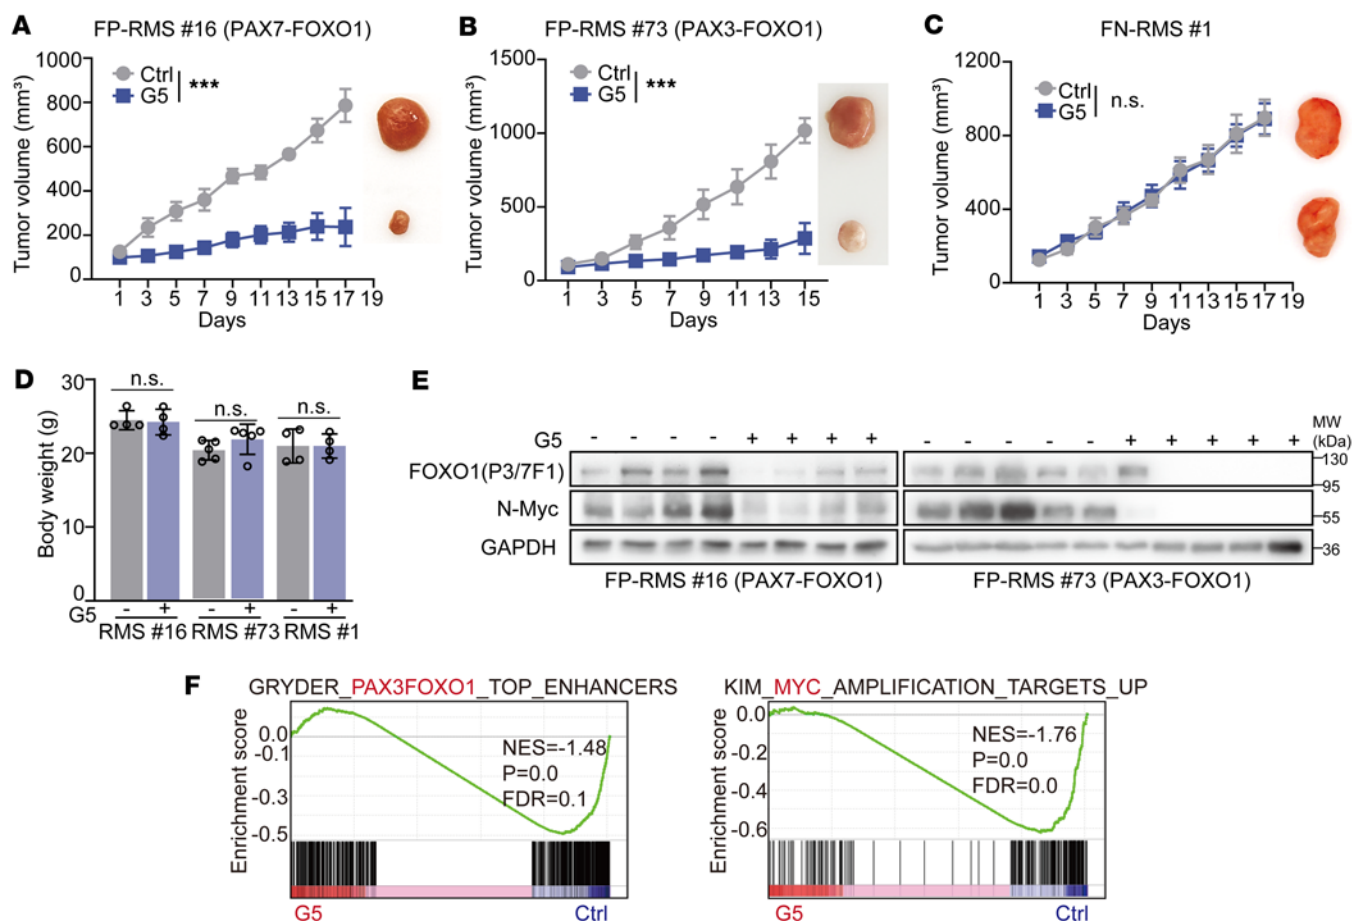 A FP-RMS #16 (PAX7-FOXO1)
Tumor volume (mm³)
1000
800
600
400
200
0
Ctrl
G5
***
1 3 5 7 9 11 13 15 17 19
Days
B FP-RMS #73 (PAX3-FOXO1)
Tumor volume (mm³)
1500
1000
500
0
Ctrl
G5
***
1 3 5 7 9 11 13 15
Days
C FN-RMS #1
Tumor volume (mm³)
1200
800
400
0
Ctrl
G5
n.s.
1 3 5 7 9 11 13 15 17 19
Days
D
Body weight (g)
30
20
10
0
n.s.
n.s.
n.s.
G5 - + - + - +
RMS #16 RMS #73 RMS #1
E
G5 - - - - + + + + - - - - - + + + + +
MW
(kDa)
FOXO1(P3/7F1)
130
95
N-Myc
55
GAPDH
36
FP-RMS #16 (PAX7-FOXO1) FP-RMS #73 (PAX3-FOXO1)
F GRYDER_PAX3FOXO1_TOP_ENHANCERS
Enrichment score
0.0
-0.1
-0.3
-0.5
NES=-1.48
P=0.0
FDR=0.1
G5 Ctrl
KIM_MYC_AMPLIFICATION_TARGETS_UP
Enrichment score
0.0
-0.2
-0.4
-0.6
NES=-1.76
P=0.0
FDR=0.0
G5 Ctrl